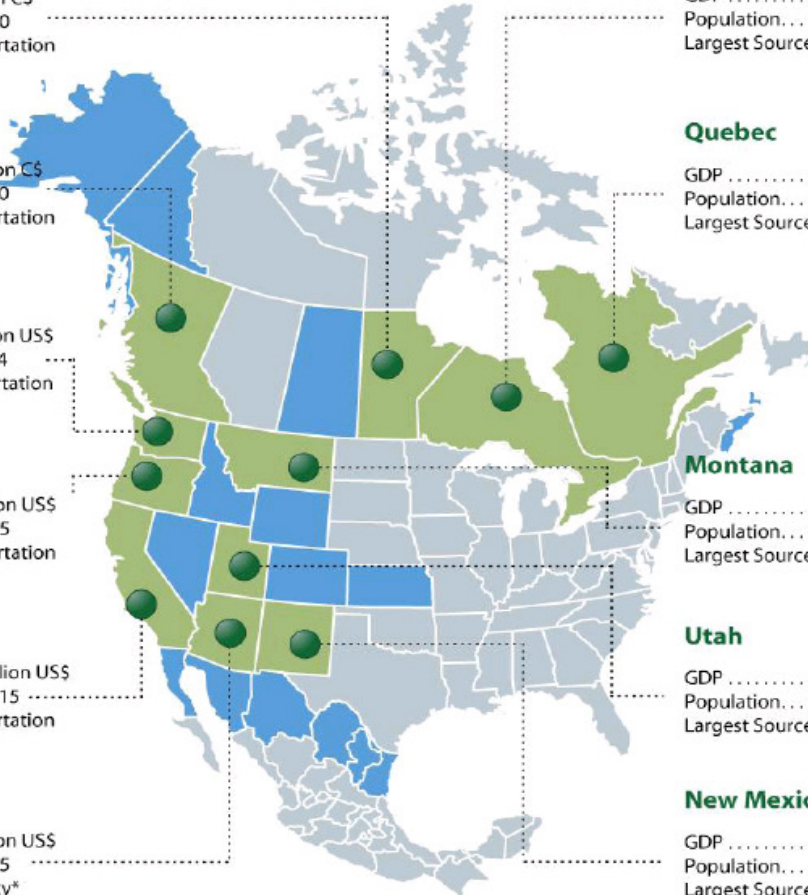 0
rtation
on C$
0
rtation
on US$
4
rtation
on US$
5
rtation
lion US$
15
rtation
on US$
5
ty*
Population...
Largest Source
Quebec
GDP ........
Population...
Largest Source
Montana
GDP ........
Population...
Largest Source
Utah
GDP ........
Population...
Largest Source
New Mexic
GDP ........
Population...
Largest Source